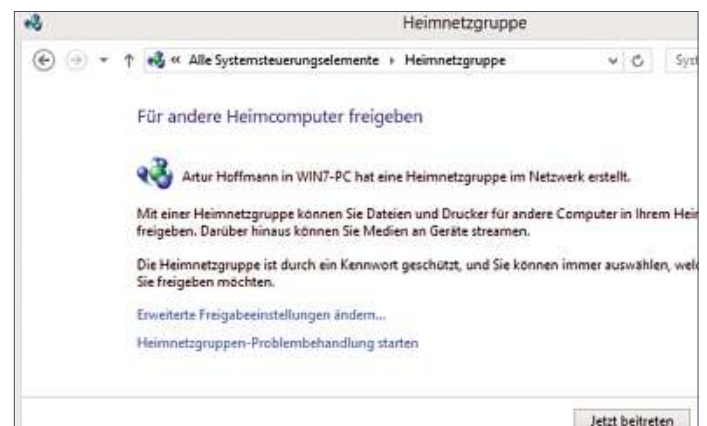 Heimnetzgruppe
« Alle Systemsteuerungselemente ▸ Heimnetzgruppe
Für andere Heimcomputer freigeben
Artur Hoffmann in WIN7-PC hat eine Heimnetzgruppe im Netzwerk erstellt.
Mit einer Heimnetzgruppe können Sie Dateien und Drucker für andere Computer in Ihrem
freigeben. Darüber hinaus können Sie Medien an Geräte streamen.
Die Heimnetzgruppe ist durch ein Kennwort geschützt, und Sie können immer auswählen,
Sie freigeben möchten.
Erweiterte Freigabeeinstellungen ändern...
Heimnetzgruppen-Problembehandlung starten
Jetzt beitreten